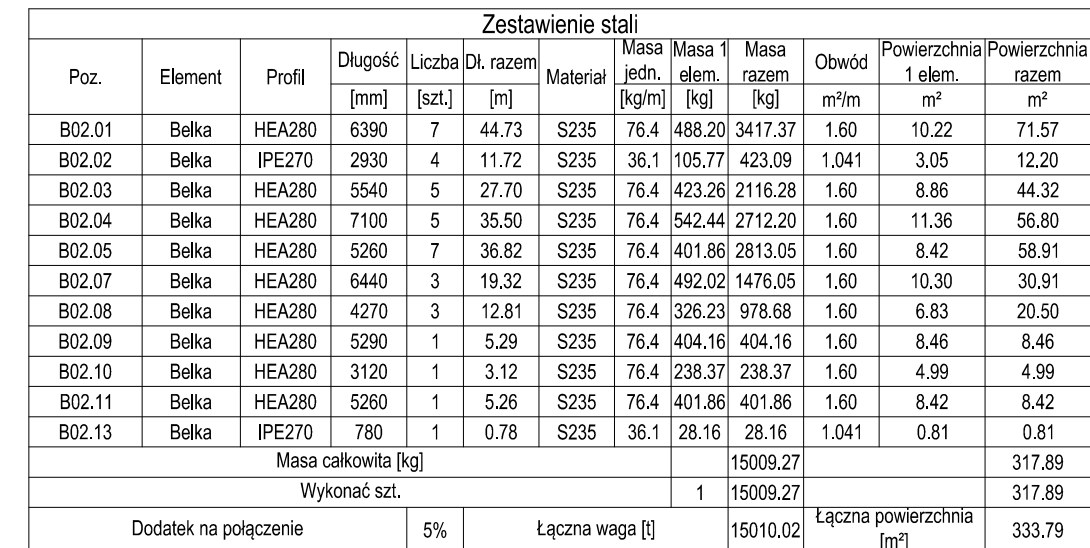 Zestawienie stali
Poz. Element Profil Długość Liczba Dł. razem Materiał Masa jedn. Masa 1 elem. Masa razem Obwód Powierzchnia 1 elem. Powierzchnia razem
[mm] [szt.] [m] [kg/m] [kg] [kg] m²/m m² m²
B02.01 Belka HEA280 6390 7 44.73 S235 76.4 488.20 3417.37 1.60 10.22 71.57
B02.02 Belka IPE270 2930 4 11.72 S235 36.1 105.77 423.09 1.041 3.05 12.20
B02.03 Belka HEA280 5540 5 27.70 S235 76.4 423.26 2116.28 1.60 8.86 44.32
B02.04 Belka HEA280 7100 5 35.50 S235 76.4 542.44 2712.20 1.60 11.36 56.80
B02.05 Belka HEA280 5260 7 36.82 S235 76.4 401.86 2813.05 1.60 8.42 58.91
B02.07 Belka HEA280 6440 3 19.32 S235 76.4 492.02 1476.05 1.60 10.30 30.91
B02.08 Belka HEA280 4270 3 12.81 S235 76.4 326.23 978.68 1.60 6.83 20.50
B02.09 Belka HEA280 5290 1 5.29 S235 76.4 404.16 404.16 1.60 8.46 8.46
B02.10 Belka HEA280 3120 1 3.12 S235 76.4 238.37 238.37 1.60 4.99 4.99
B02.11 Belka HEA280 5260 1 5.26 S235 76.4 401.86 401.86 1.60 8.42 8.42
B02.13 Belka IPE270 780 1 0.78 S235 36.1 28.16 28.16 1.041 0.81 0.81
Masa całkowita [kg] 15009.27 317.89
Wykonać szt. 1 15009.27 317.89
Dodatek na połączenie 5% Łączna waga [t] 15010.02 Łączna powierzchnia [m²] 333.79